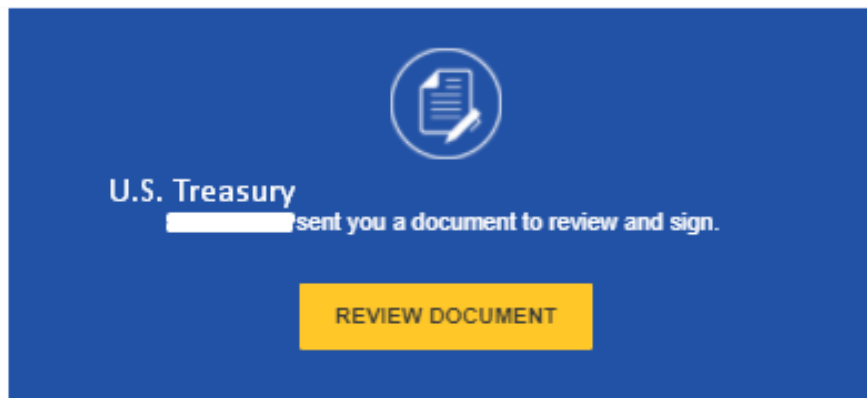 U.S. Treasury
sent you a document to review and sign.
REVIEW DOCUMENT